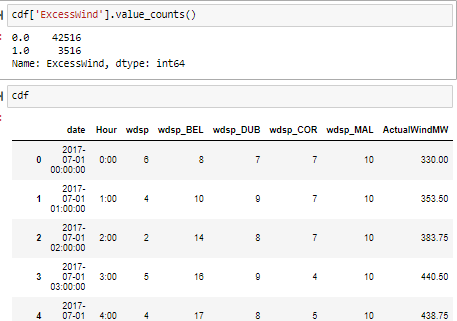 cdf['ExcessWind'].value_counts()
0.0 42516
1.0 3516
Name: ExcessWind, dtype: int64
cdf
date Hour wdsp wdsp_BEL wdsp_DUB wdsp_COR wdsp_MAL ActualWindMW
0 2017-07-01 00:00:00 0:00 6 8 7 7 10 330.00
1 2017-07-01 01:00:00 1:00 4 10 9 7 10 353.50
2 2017-07-01 02:00:00 2:00 2 14 8 7 10 383.75
3 2017-07-01 03:00:00 3:00 5 16 9 4 10 440.50
4 2017-07-01 4:00 4 17 8 5 10 438.75